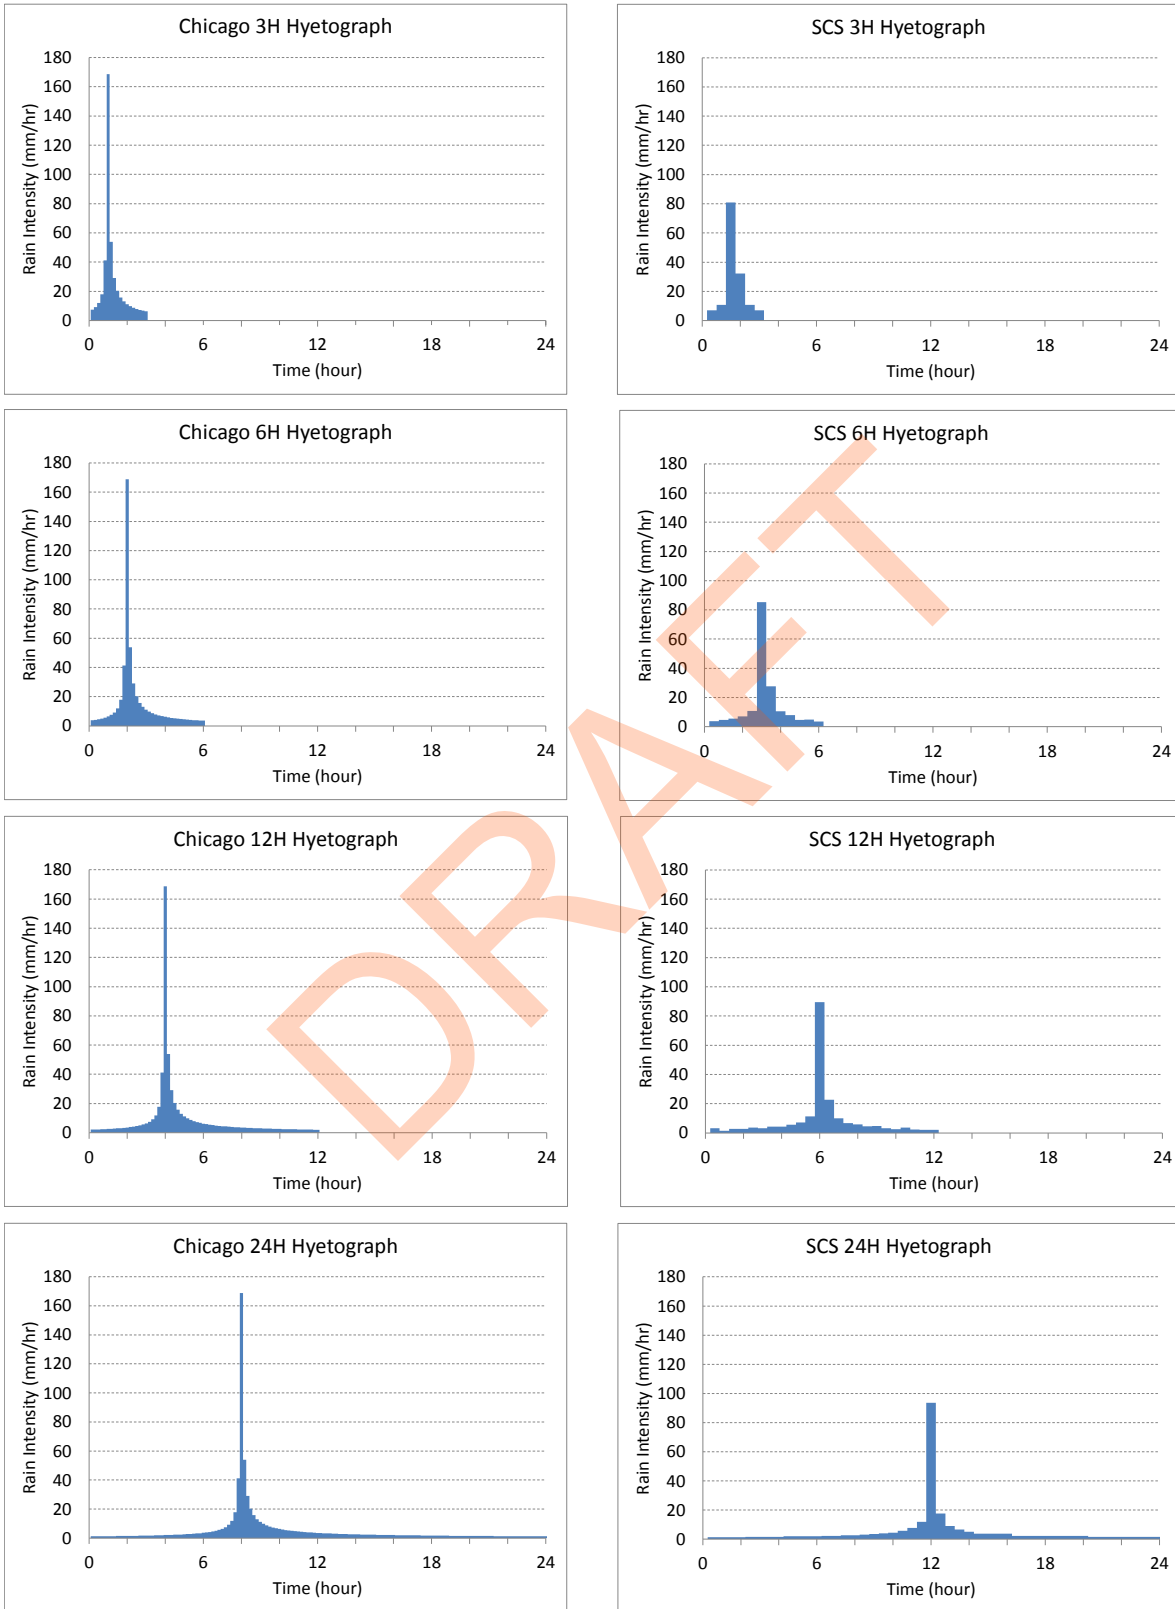 Chicago 3H Hyetograph
Rain Intensity (mm/hr)
180
160
140
120
100
80
60
40
20
0
0 6 12 18 24
Time (hour)
SCS 3H Hyetograph
Rain Intensity (mm/hr)
180
160
140
120
100
80
60
40
20
0
0 6 12 18 24
Time (hour)
Chicago 6H Hyetograph
Rain Intensity (mm/hr)
180
160
140
120
100
80
60
40
20
0
0 6 12 18 24
Time (hour)
SCS 6H Hyetograph
Rain Intensity (mm/hr)
180
160
140
120
100
80
60
40
20
0
0 6 12 18 24
Time (hour)
Chicago 12H Hyetograph
Rain Intensity (mm/hr)
180
160
140
120
100
80
60
40
20
0
0 6 12 18 24
Time (hour)
SCS 12H Hyetograph
Rain Intensity (mm/hr)
180
160
140
120
100
80
60
40
20
0
0 6 12 18 24
Time (hour)
Chicago 24H Hyetograph
Rain Intensity (mm/hr)
180
160
140
120
100
80
60
40
20
0
0 6 12 18 24
Time (hour)
SCS 24H Hyetograph
Rain Intensity (mm/hr)
180
160
140
120
100
80
60
40
20
0
0 6 12 18 24
Time (hour)
DRAFT